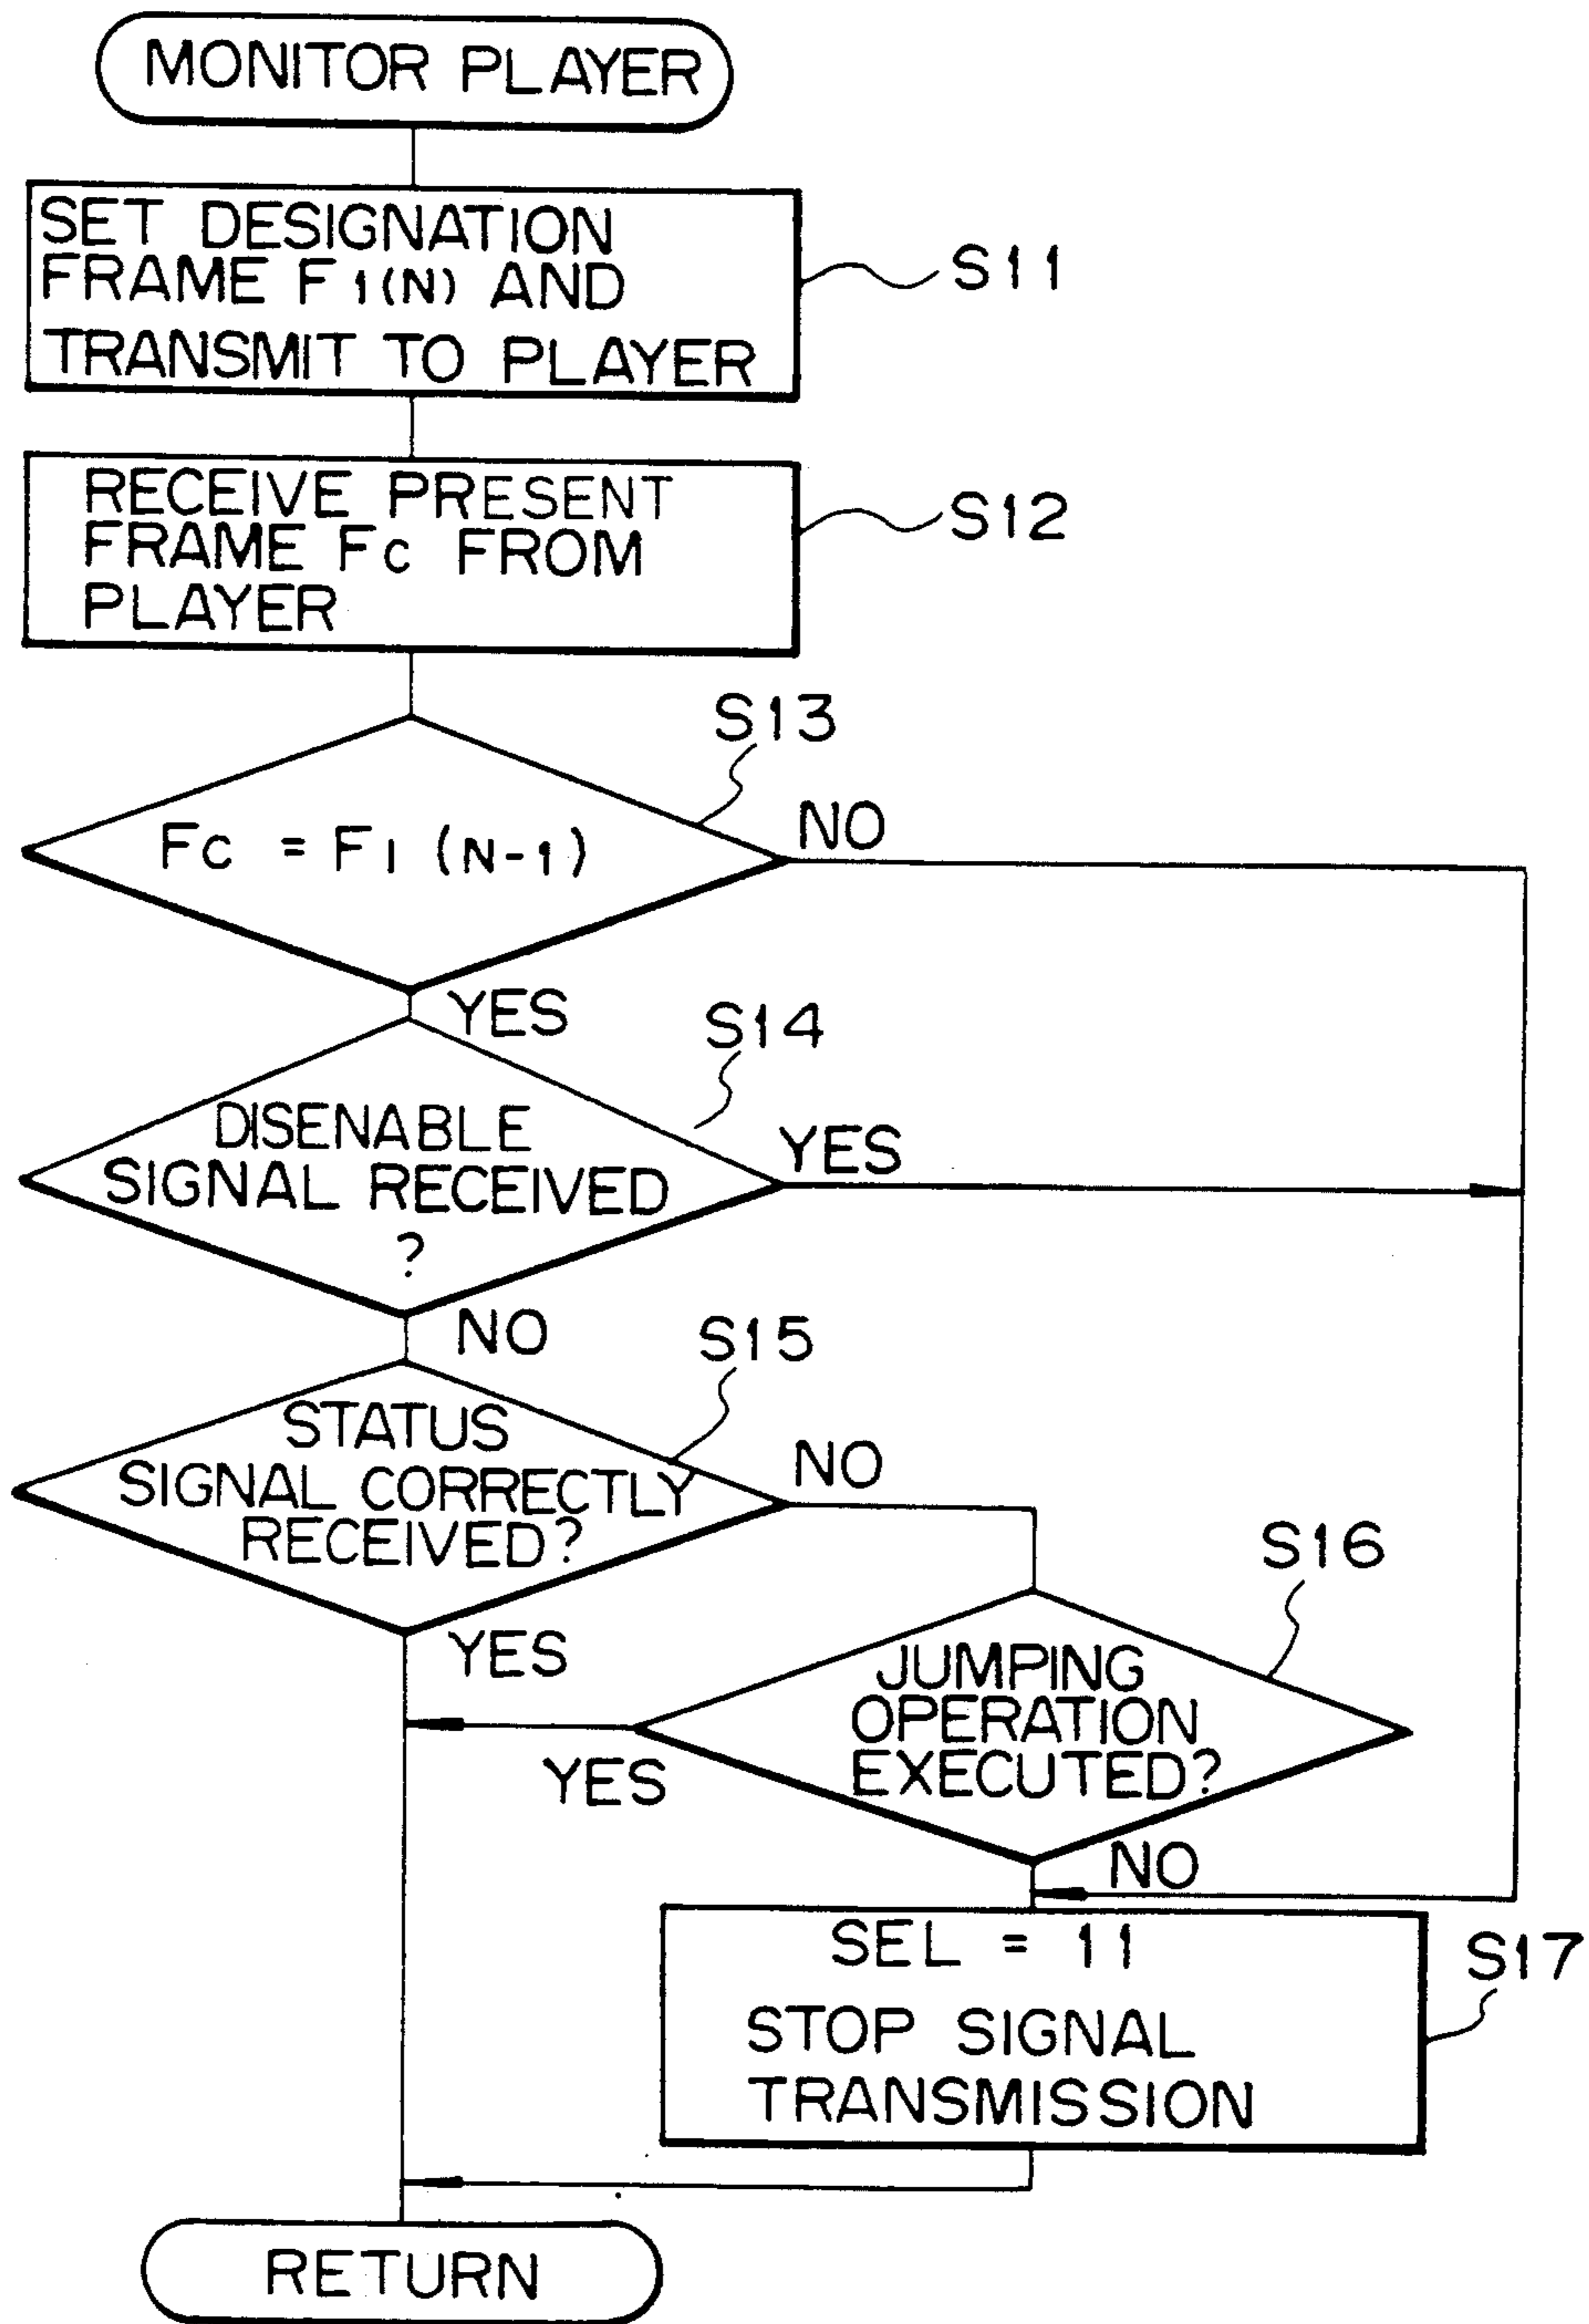 MONITOR PLAYER
SET DESIGNATION
FRAME F1(N) AND
TRANSMIT TO PLAYER
S11
RECEIVE PRESENT
FRAME Fc FROM
PLAYER
S12
S13
Fc = F1 (N-1)
NO
YES
S14
DISENABLE
SIGNAL RECEIVED
?
YES
NO
S15
STATUS
SIGNAL CORRECTLY
RECEIVED?
NO
YES
S16
JUMPING
OPERATION
EXECUTED?
YES
NO
SEL = 11
STOP SIGNAL
TRANSMISSION
S17
RETURN